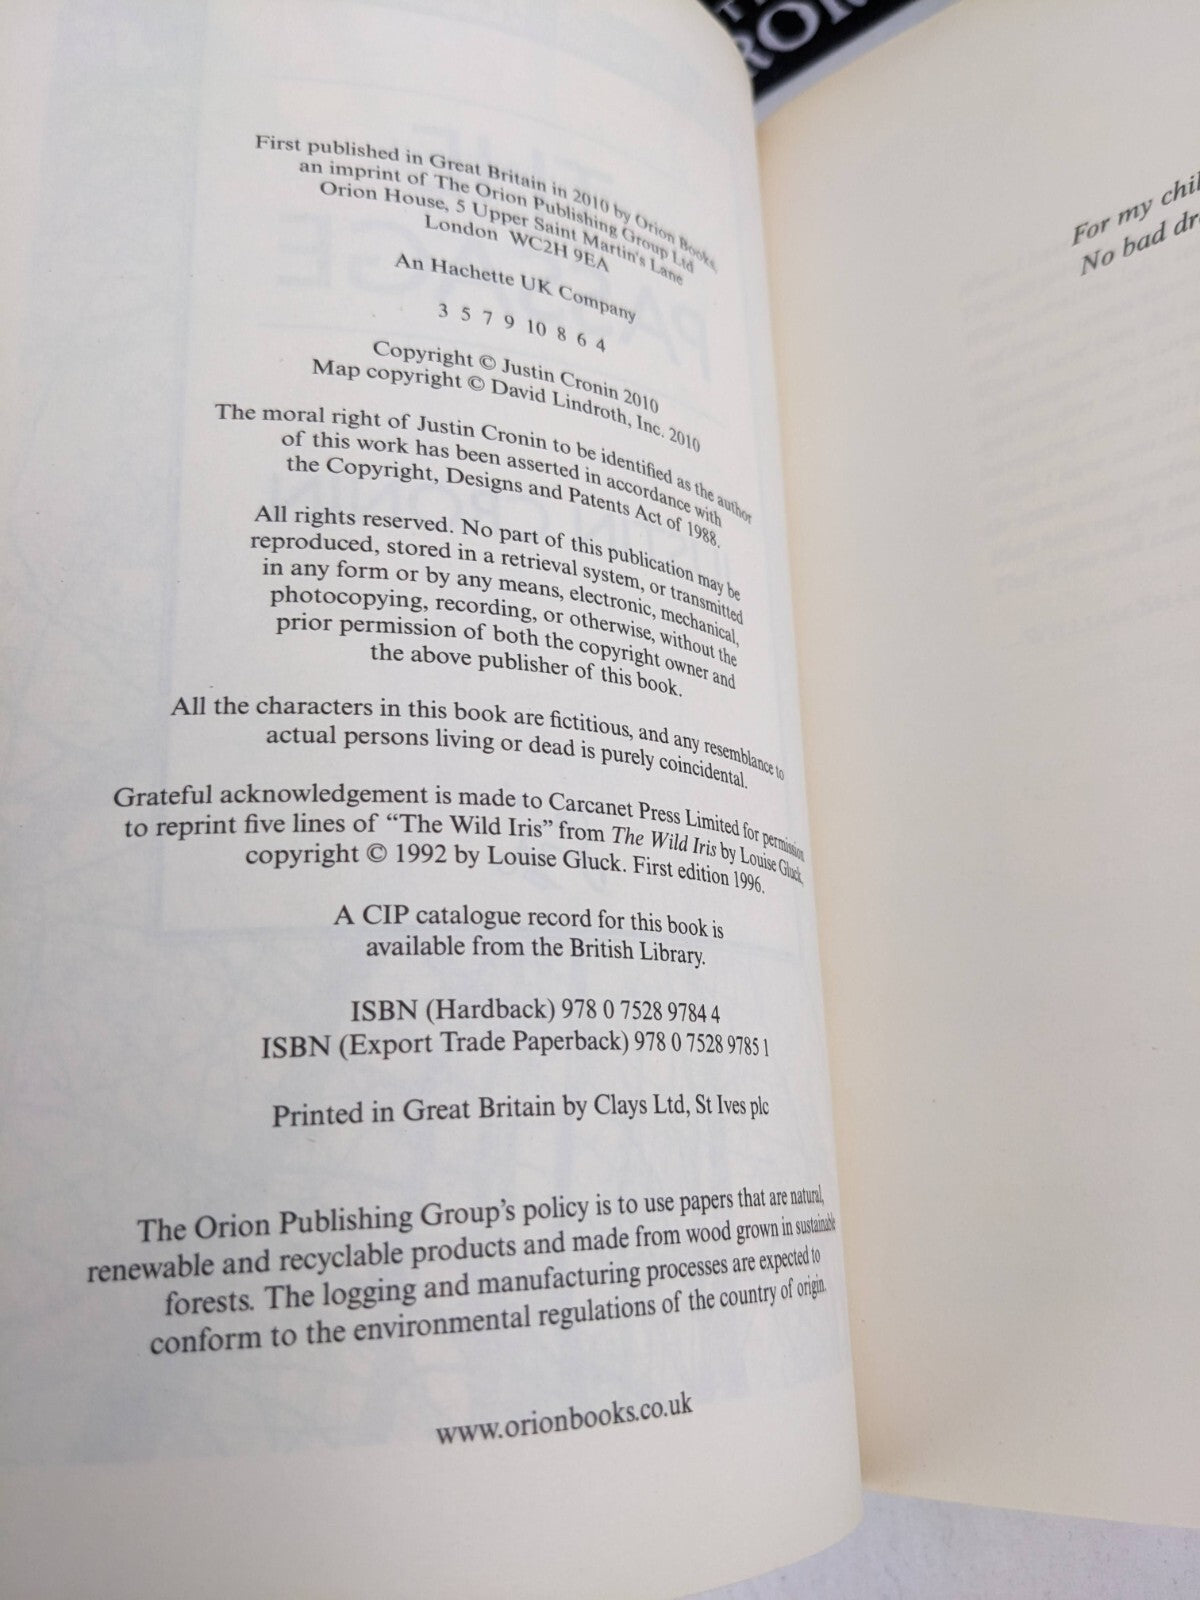 First published in Great Britain in 2010 by Orion Books,
an imprint of The Orion Publishing Group Ltd
Orion House, 5 Upper Saint Martin's Lane
London WC2H 9EA
An Hachette UK Company
3 5 7 9 10 8 6 4
Copyright © Justin Cronin 2010
Map copyright © David Lindroth, Inc. 2010
The moral right of Justin Cronin to be identified as the author
of this work has been asserted in accordance with
the Copyright, Designs and Patents Act of 1988.
All rights reserved. No part of this publication may be
reproduced, stored in a retrieval system, or transmitted
in any form or by any means, electronic, mechanical,
photocopying, recording, or otherwise, without the
prior permission of both the copyright owner and
the above publisher of this book.
All the characters in this book are fictitious, and any resemblance to
actual persons living or dead is purely coincidental.
Grateful acknowledgement is made to Carcanet Press Limited for permission
to reprint five lines of “The Wild Iris” from The Wild Iris by Louise Gluck,
copyright © 1992 by Louise Gluck. First edition 1996.
A CIP catalogue record for this book is
available from the British Library.
ISBN (Hardback) 978 0 7528 9784 4
ISBN (Export Trade Paperback) 978 0 7528 9785 1
Printed in Great Britain by Clays Ltd, St Ives plc
The Orion Publishing Group’s policy is to use papers that are natural,
renewable and recyclable products and made from wood grown in sustainable
forests. The logging and manufacturing processes are expected to
conform to the environmental regulations of the country of origin.
www.orionbooks.co.uk
For my
No bad